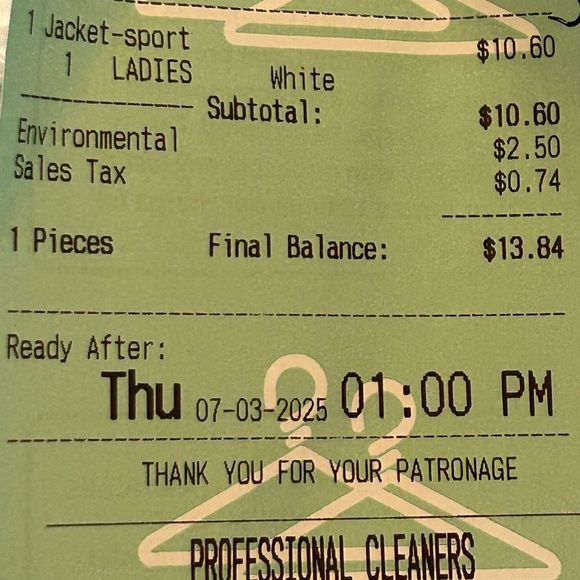 1 Jacket-sport $10.60
1 LADIES White
Subtotal: $10.60
Environmental $2.50
Sales Tax $0.74
1 Pieces Final Balance: $13.84
Ready After:
Thu 07-03-2025 01:00 PM
THANK YOU FOR YOUR PATRONAGE
PROFESSIONAL CLEANERS